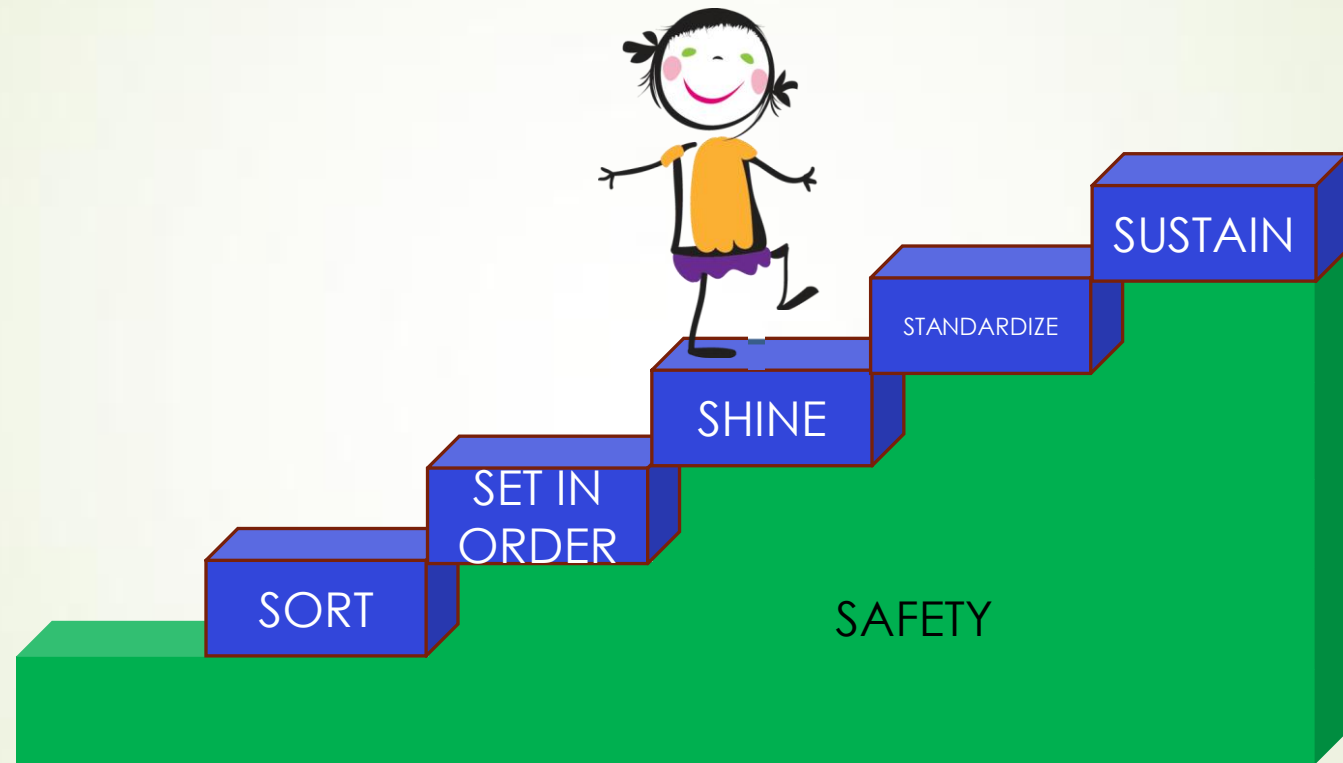 SUSTAIN
STANDARDIZE
SHINE
SET IN
ORDER
SORT
SAFETY